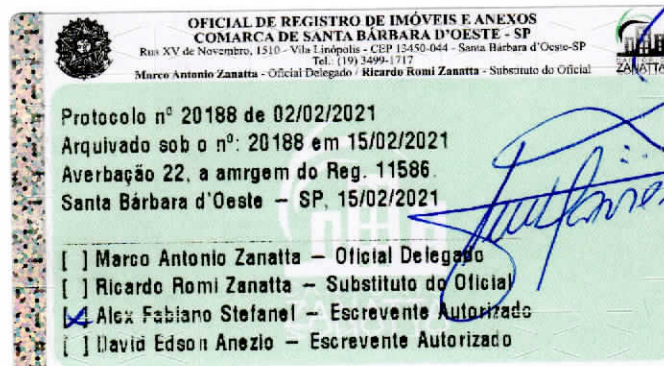 OFICIAL DE REGISTRO DE IMÓVEIS E ANEXOS
COMARCA DE SANTA BÁRBARA D'OESTE - SP
Rua XV de Novembro, 1510 - Vila Linópolis - CEP 13450-044 - Santa Bárbara d'Oeste-SP
Tel.: (19) 3499-1717
Marco Antonio Zanatta - Oficial Delegado / Ricardo Romi Zanatta - Substituto do Oficial
ZANATTA
Protocolo nº 20188 de 02/02/2021
Arquivado sob o nº: 20188 em 15/02/2021
Averbação 22, a amrgem do Reg. 11586.
Santa Bárbara d'Oeste – SP, 15/02/2021
[ ] Marco Antonio Zanatta – Oficial Delegado
[ ] Ricardo Romi Zanatta – Substituto do Oficial
[ ] Alex Fabiano Stefanel – Escrevente Autorizado
[ ] David Edson Anezio – Escrevente Autorizado